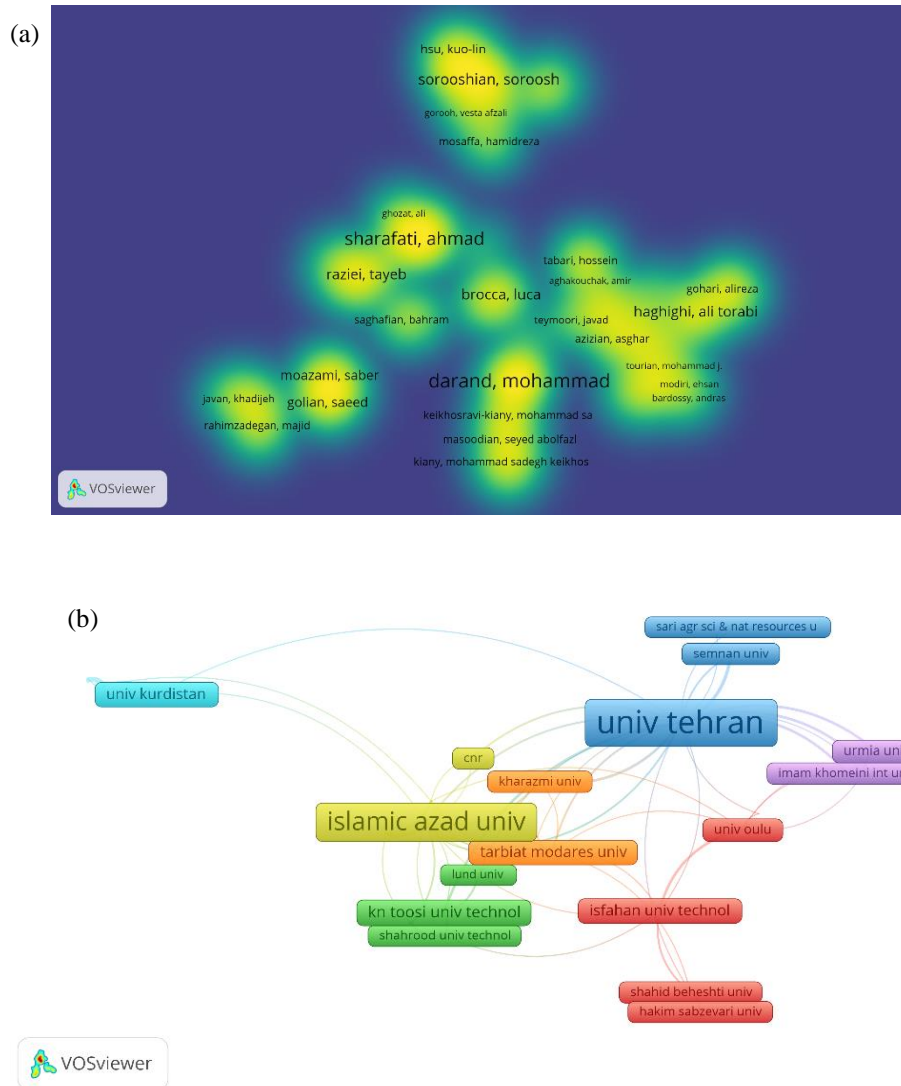 (a)
hsu, kuo-lin
sorooshian, soroosh
gorooh, vesta afzali
mosaffa, hamidreza
ghozat, ali
sharafati, ahmad
raziei, tayeb
saghafian, bahram
brocca, luca
tabari, hossein
aghakouchak, amir
teymoori, javad
azizian, asghar
gohari, alireza
haghighi, ali torabi
tourian, mohammad j.
modiri, ehsan
bardossy, andras
moazami, saber
golian, saeed
javan, khadijeh
rahimzadegan, majid
darand, mohammad
keikhosravi-kiany, mohammad sa
masoodian, seyed abolfazl
kiany, mohammad sadegh keikhos
VOSviewer
(b)
sari agr sci & nat resources u
semnan univ
univ kurdistan
univ tehran
urmia un
imam khomeini int un
cnr
kharazmi univ
islamic azad univ
univ oulu
tarbiat modares univ
lund univ
kn toosi univ technol
shahrood univ technol
isfahan univ technol
shahid beheshti univ
hakim sabzevari univ
VOSviewer